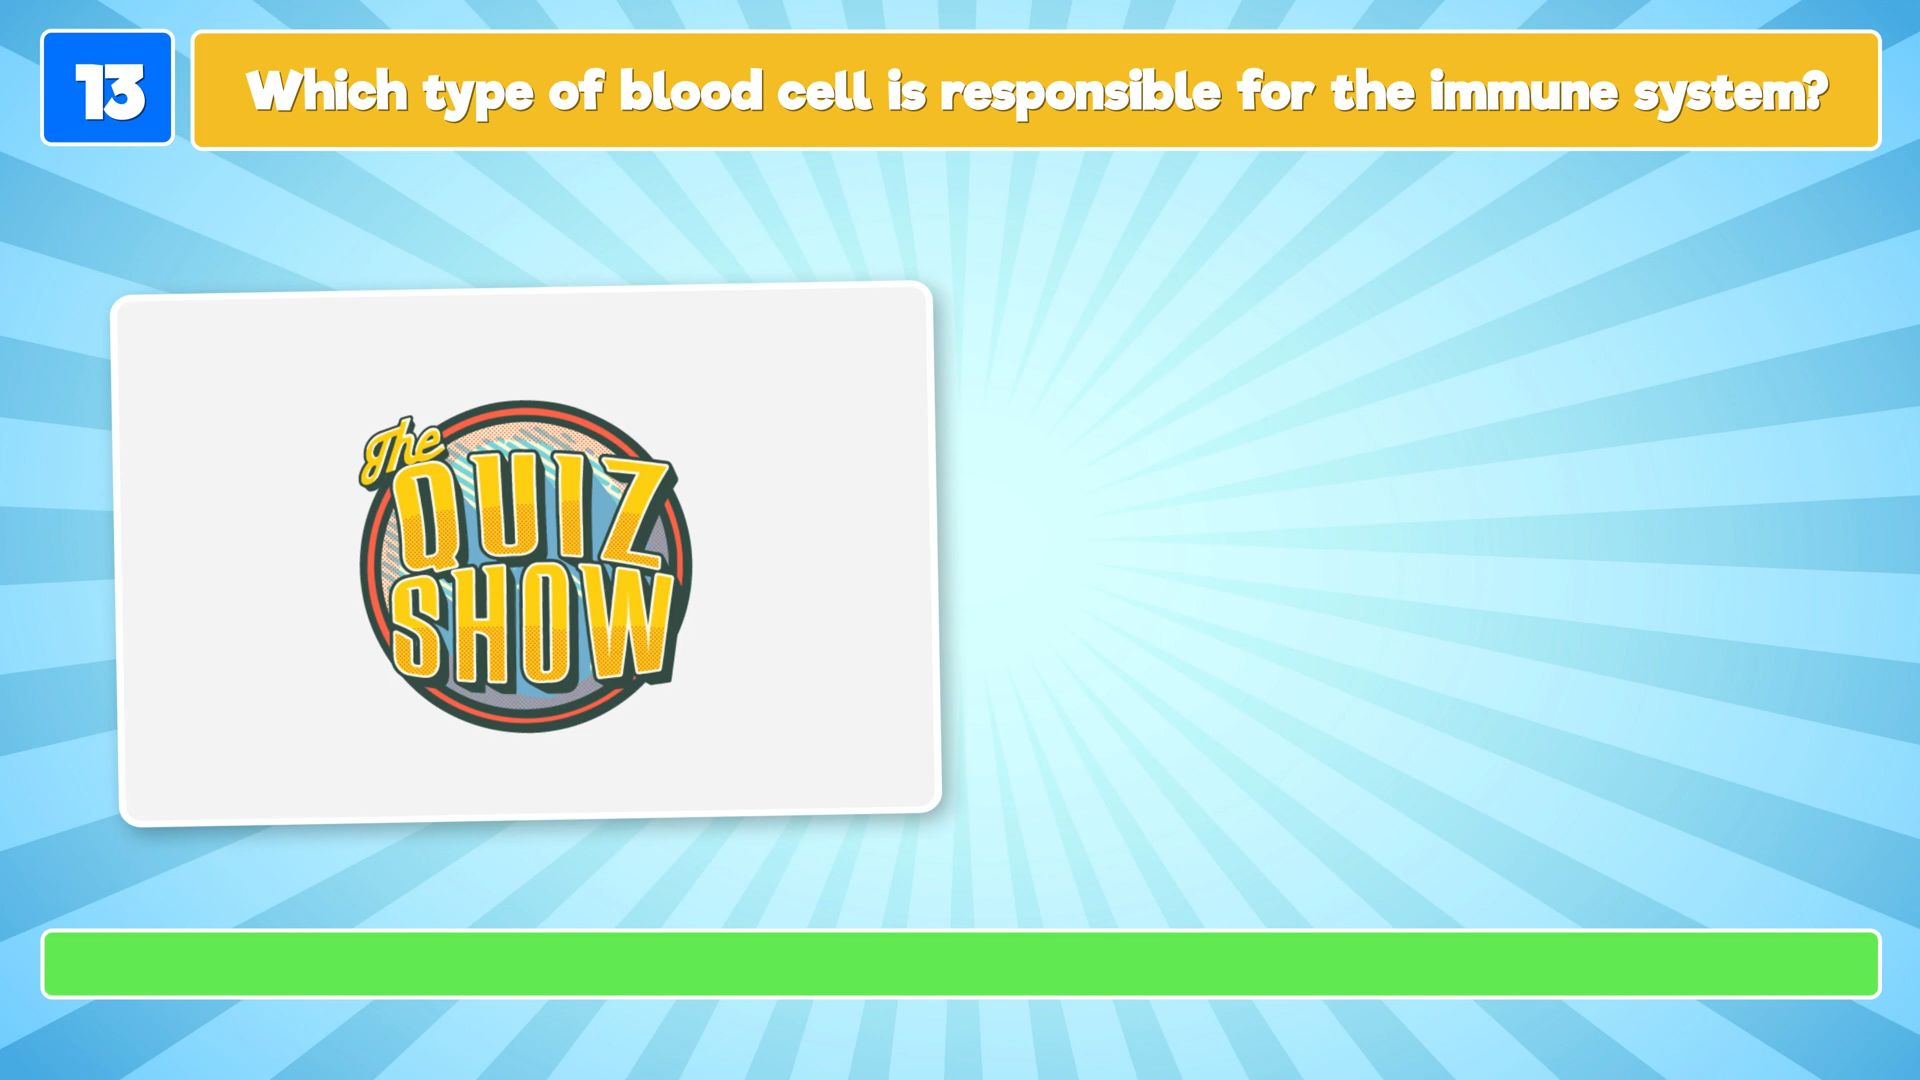 13
Which type of blood cell is responsible for the immune system?
The
QUIZ
SHOW